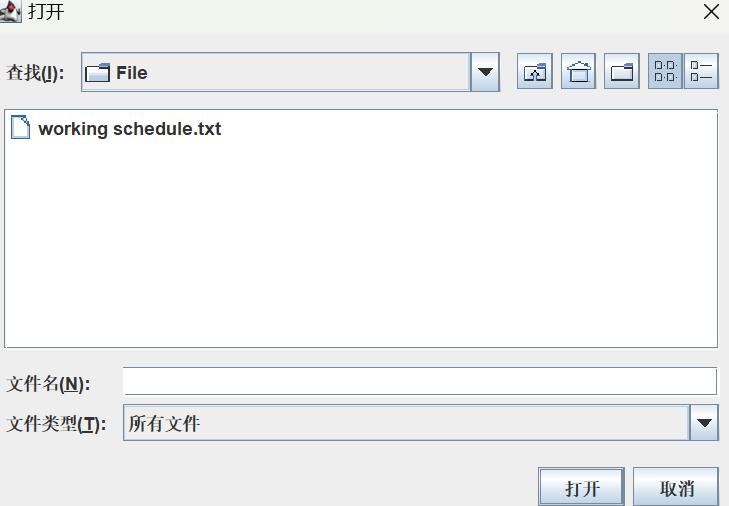 打开
查找(I):
File
working schedule.txt
文件名(N):
文件类型(T):
所有文件
打开
取消